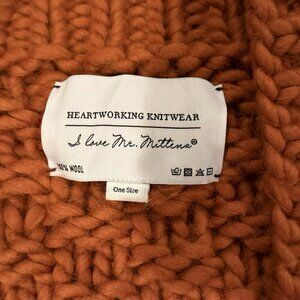 HEARTWORKING KNITWEAR
I love Mr. Mittens®
100% WOOL
One Size